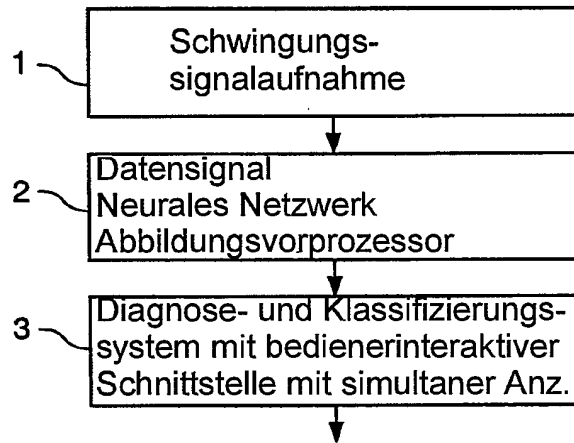 1
Schwingungs-
signalaufnahme
2
Datensignal
Neurales Netzwerk
Abbildungsvorprozessor
3
Diagnose- und Klassifizierungs-
system mit bedienerinteraktiver
Schnittstelle mit simultaner Anz.